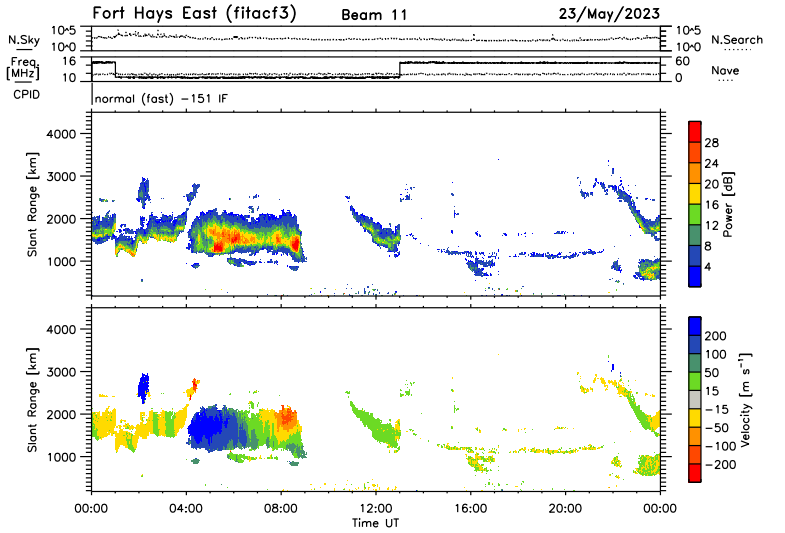 Fort Hays East (fitacf3)
Beam 11
23/May/2023
N.Sky
10^5
10^0
10^5
10^0
N.Search
Freq.
[MHz]
16
10
60
0
Nave
CPID
normal (fast) -151 IF
Slant Range [km]
4000
3000
2000
1000
28
24
20
16
12
8
4
Power [dB]
Slant Range [km]
4000
3000
2000
1000
200
100
50
15
-15
-50
-100
-200
Velocity [m s⁻¹]
00:00
04:00
08:00
12:00
16:00
20:00
00:00
Time UT